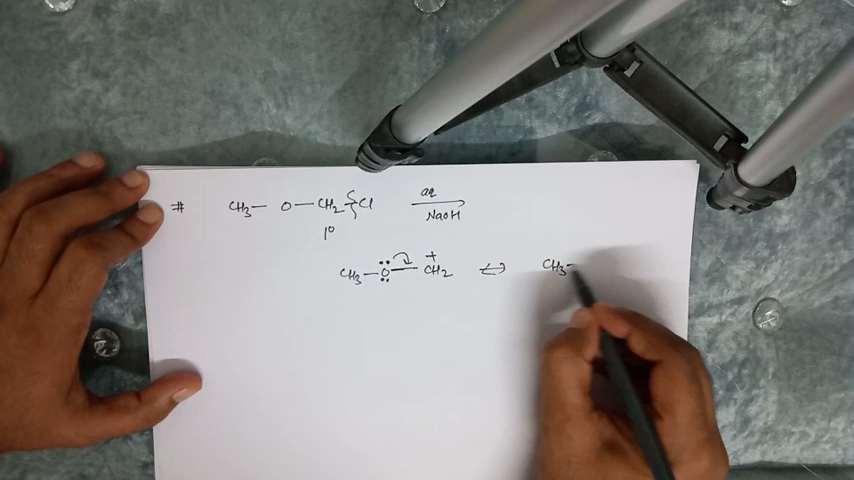 # CH₃— O —CH₂ Cl aq
NaOH
1°
CH₃—O—CH₂ + ⇔ CH₃—